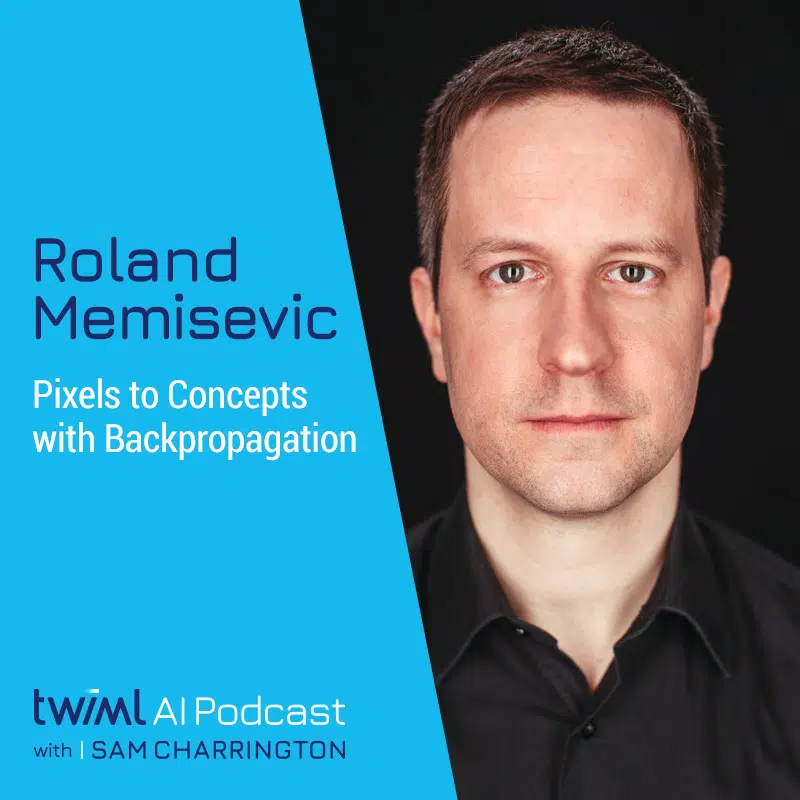 Roland
Memisevic
Pixels to Concepts
with Backpropagation
twiml AI Podcast
with | SAM CHARRINGTON